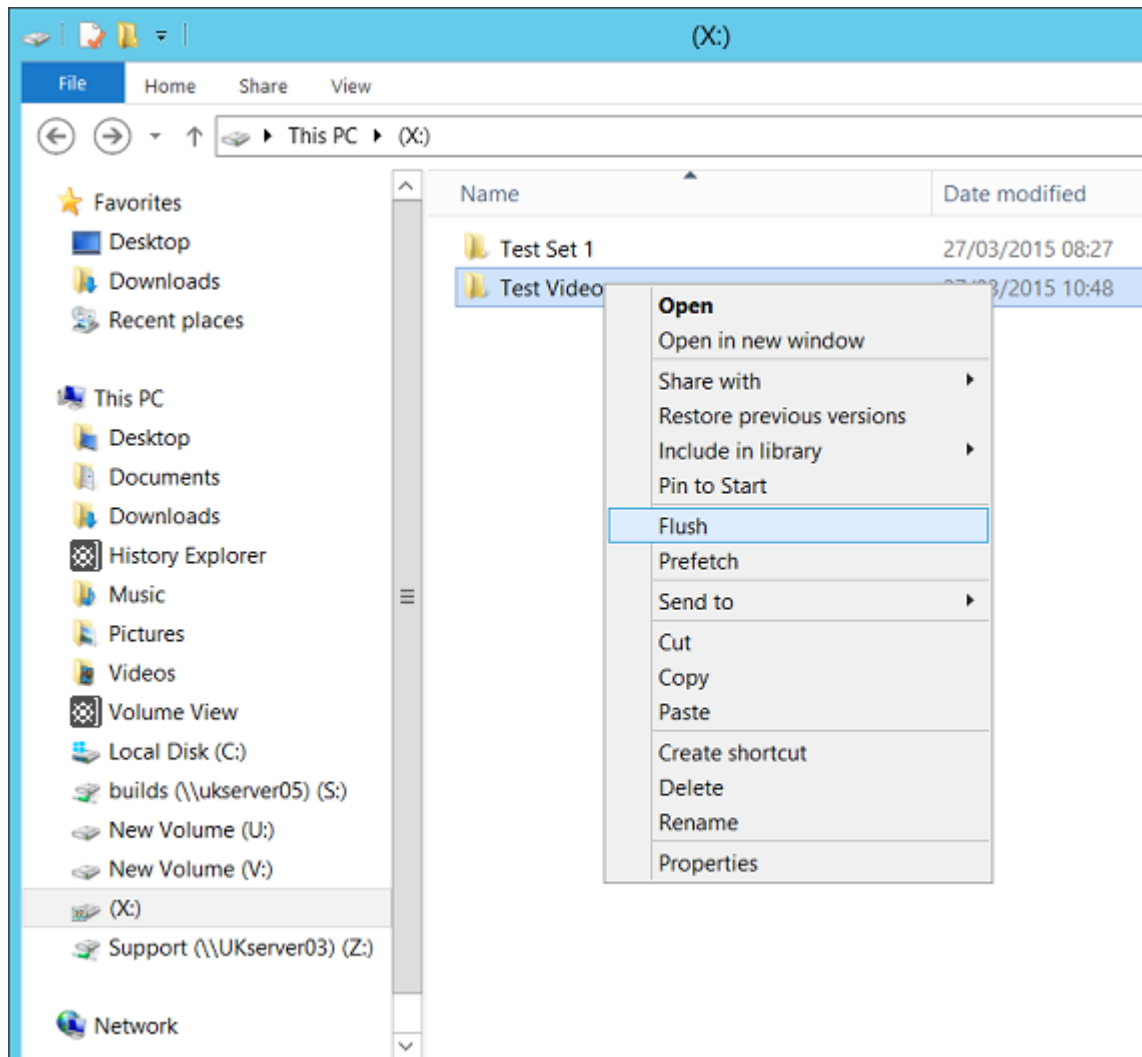 (X:)
File Home Share View
This PC (X:)
Name Date modified
Test Set 1 27/03/2015 08:27
Test Video /2015 10:48
Favorites
Desktop
Downloads
Recent places
This PC
Desktop
Documents
Downloads
History Explorer
Music
Pictures
Videos
Volume View
Local Disk (C:)
builds (\\ukserver05) (S:)
New Volume (U:)
New Volume (V:)
(X:)
Support (\\UKserver03) (Z:)
Network
Open
Open in new window
Share with
Restore previous versions
Include in library
Pin to Start
Flush
Prefetch
Send to
Cut
Copy
Paste
Create shortcut
Delete
Rename
Properties